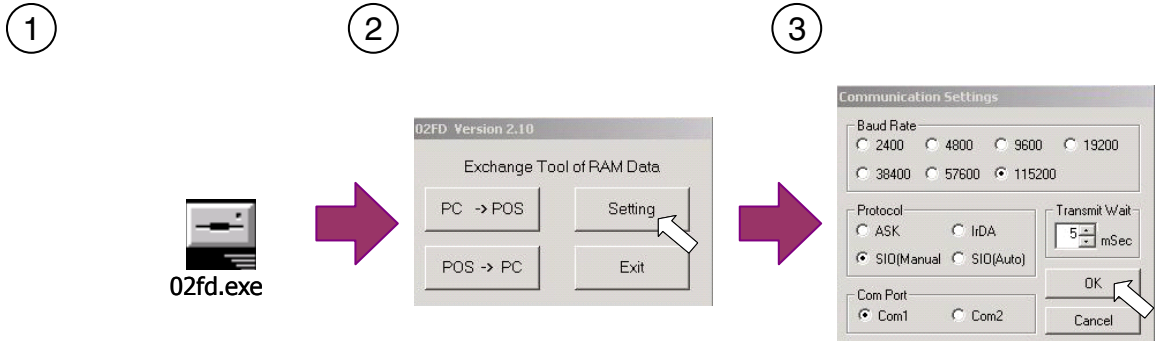 1
2
3
02fd.exe
02FD Version 2.10
Exchange Tool of RAM Data
PC -> POS
Setting
POS -> PC
Exit
Communication Settings
Baud Rate
2400 4800 9600 19200
38400 57600 115200
Protocol
ASK IrDA
SIO(Manual SIO(Auto)
Transmit Wait
5 mSec
Com Port
Com1 Com2
OK
Cancel